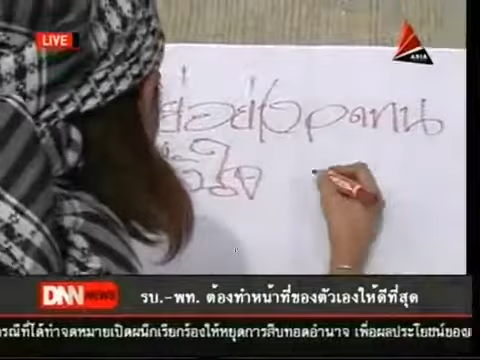 LIVE
ASIA
อดทน
DNN NEWS
รบ.-พท. ต้องทำหน้าที่ของตัวเองให้ดีที่สุด
รณีที่ได้ทำจดหมายเปิดผนึกเรียกร้องให้หยุดการสืบทอดอำนาจ เพื่อผลประโยชน์ของ